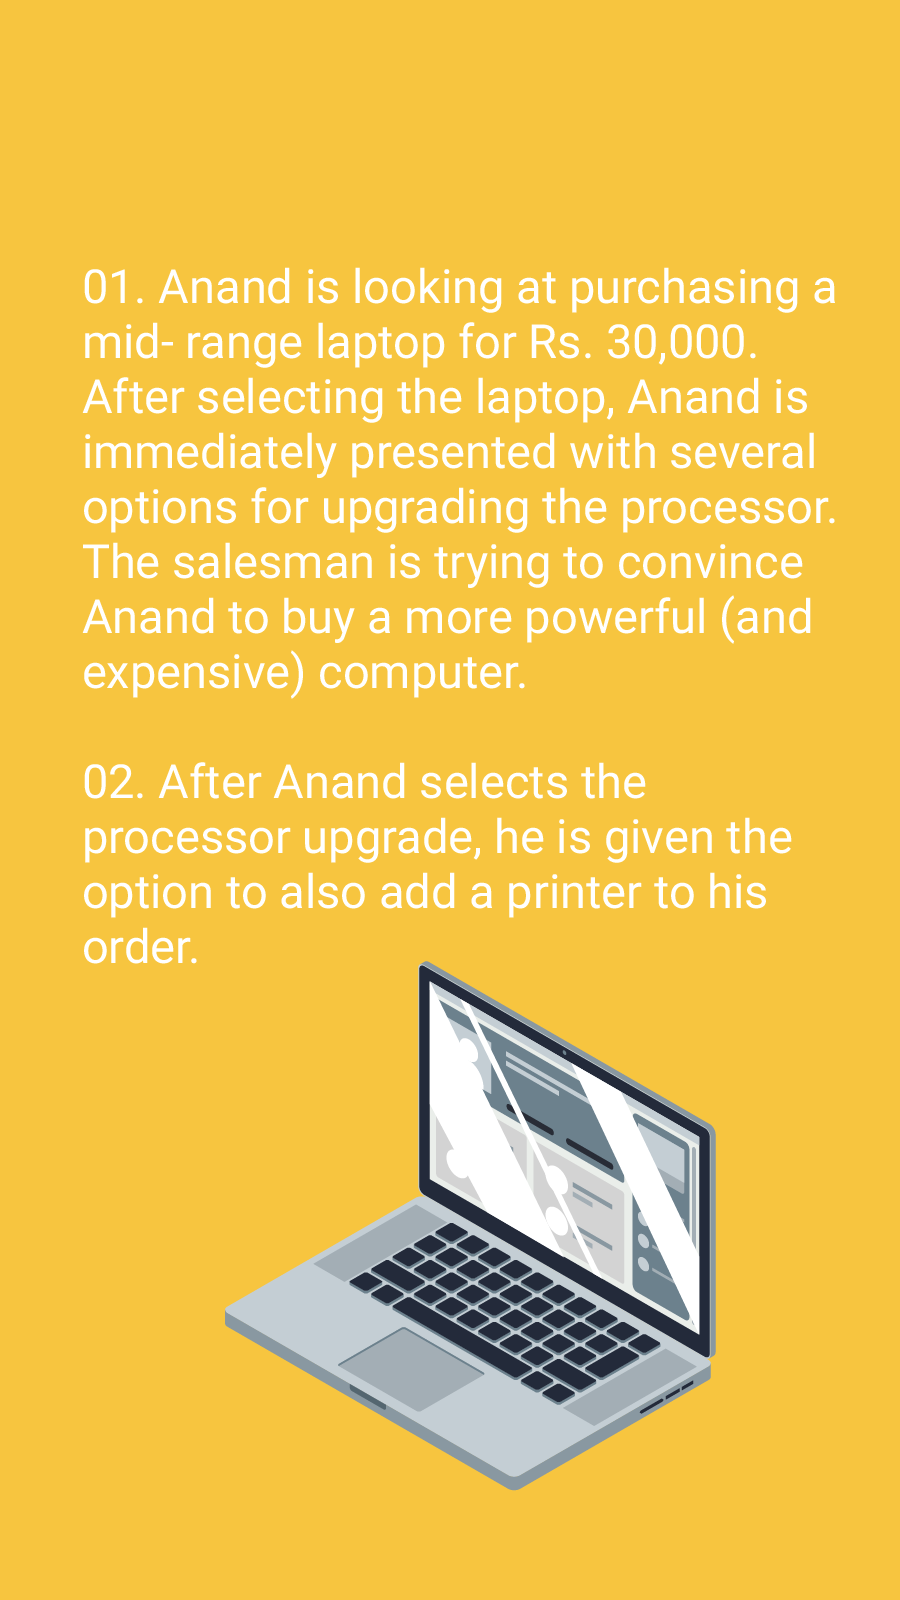 01. Anand is looking at purchasing a
mid- range laptop for Rs. 30,000.
After selecting the laptop, Anand is
immediately presented with several
options for upgrading the processor.
The salesman is trying to convince
Anand to buy a more powerful (and
expensive) computer.
02. After Anand selects the
processor upgrade, he is given the
option to also add a printer to his
order.